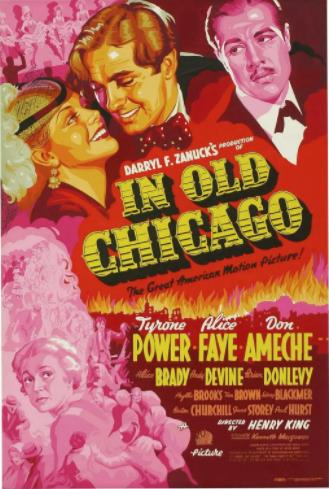 DARRYL F. ZANUCK'S PRODUCTION OF
IN OLD
CHICAGO
The Great American Motion Picture!
Tyrone Alice Don
POWER FAYE AMECHE
Alice BRADY Andy DEVINE Brian DONLEVY
Phyllis BROOKS Tom BROWN Sidney BLACKMER
Berton CHURCHILL June STOREY Paul HURST
DIRECTED BY HENRY KING
Kenneth Macgowan
Picture